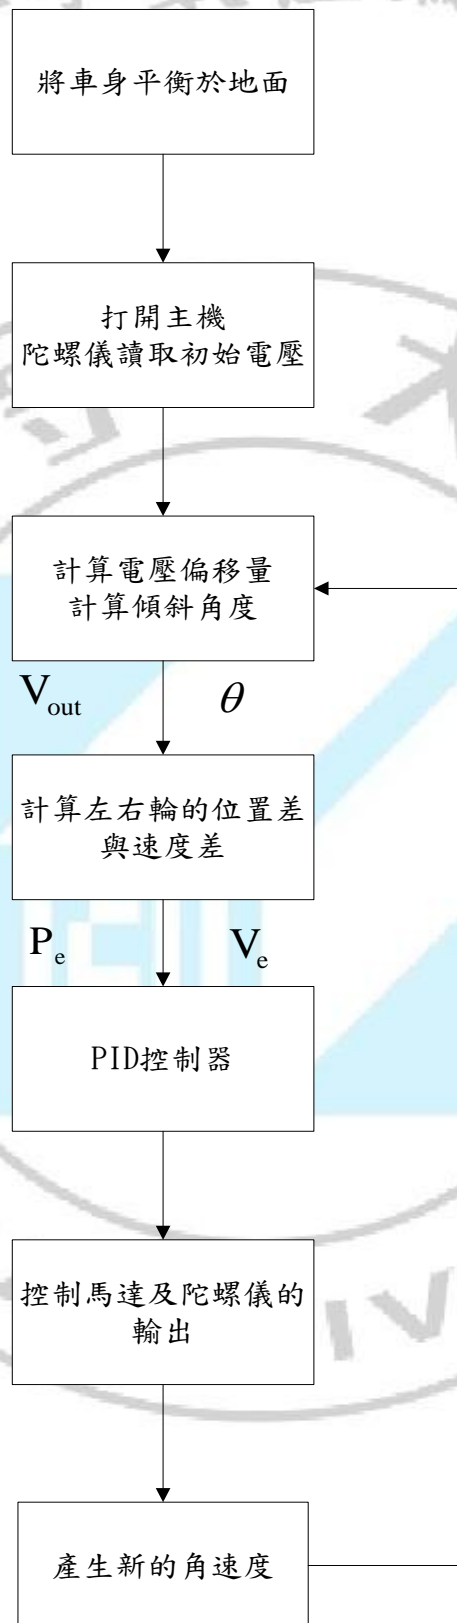 將車身平衡於地面
打開主機
陀螺儀讀取初始電壓
計算電壓偏移量
計算傾斜角度
V_out θ
計算左右輪的位置差
與速度差
P_e V_e
PID控制器
控制馬達及陀螺儀的
輸出
產生新的角速度